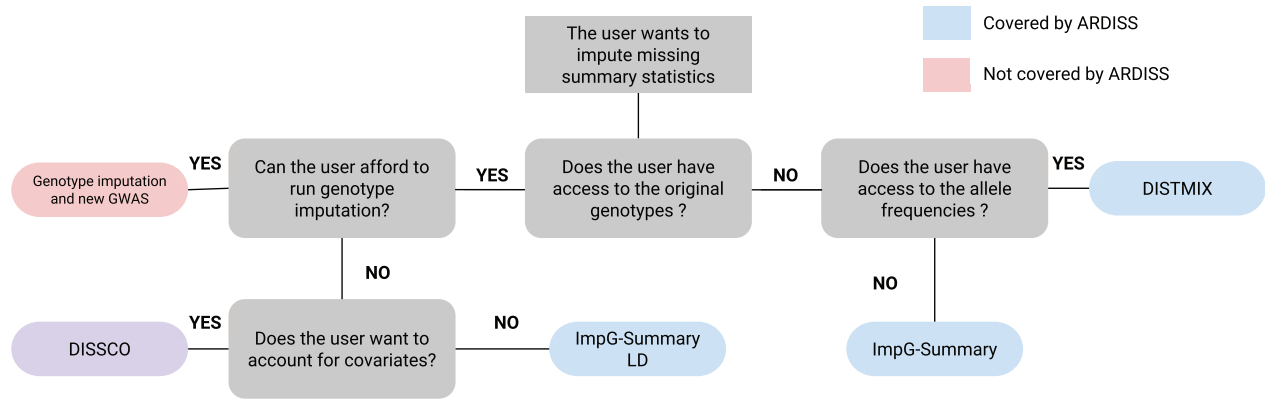 The user wants to
impute missing
summary statistics
Covered by ARDISS
Not covered by ARDISS
Genotype imputation
and new GWAS
YES
Can the user afford to
run genotype
imputation?
YES
Does the user have
access to the original
genotypes ?
NO
Does the user have
access to the allele
frequencies ?
YES
DISTMIX
NO
NO
DISSCO
YES
Does the user want to
account for covariates?
NO
ImpG-Summary
LD
ImpG-Summary